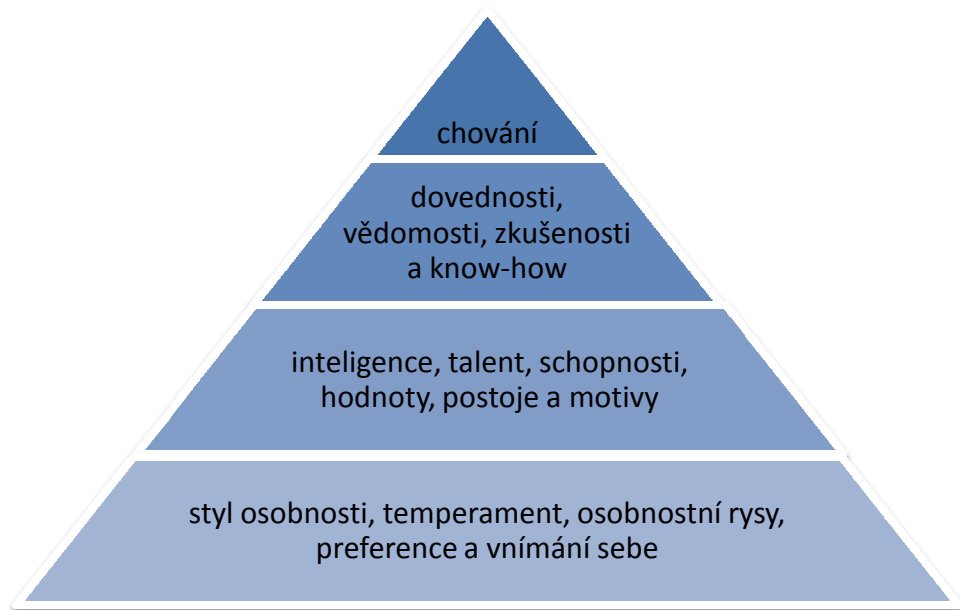 chování
dovednosti,
vědomosti, zkušenosti
a know-how
inteligence, talent, schopnosti,
hodnoty, postoje a motivy
styl osobnosti, temperament, osobnostní rysy,
preference a vnímání sebe